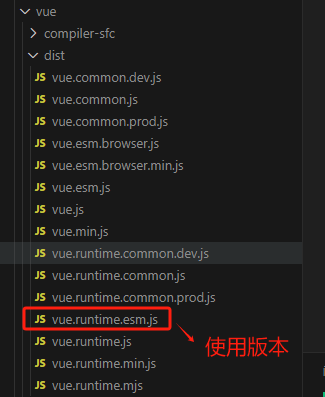 vue
compiler-sfc
dist
JS vue.common.dev.js
JS vue.common.js
JS vue.common.prod.js
JS vue.esm.browser.js
JS vue.esm.browser.min.js
JS vue.esm.js
JS vue.js
JS vue.min.js
JS vue.runtime.common.dev.js
JS vue.runtime.common.js
JS vue.runtime.common.prod.js
JS vue.runtime.esm.js
使用版本
JS vue.runtime.js
JS vue.runtime.min.js
JS vue.runtime.mjs